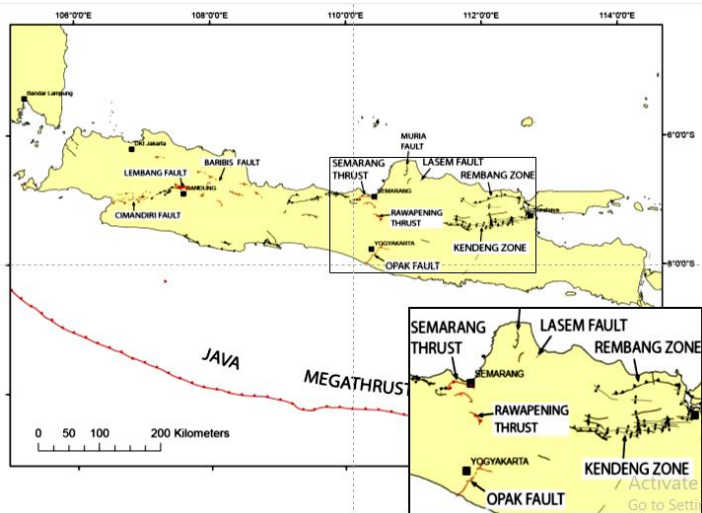 106°0'0"E
108°0'0"E
110°0'0"E
112°0'0"E
114°0'0"E
Bandar Lampung
DKI Jakarta
6°0'0"S
MURIA
FAULT
BARIBIS FAULT
SEMARANG
THRUST
LASEM FAULT
LEMBANG FAULT
REMBANG ZONE
BANDUNG
SEMARANG
CIMANDIRI FAULT
RAWAPENING
THRUST
Surabaya
KENDENG ZONE
YOGYAKARTA
OPAK FAULT
8°0'0"S
JAVA
MEGATHRUST
0 50 100 200 Kilometers
SEMARANG
THRUST
LASEM FAULT
REMBANG ZONE
SEMARANG
RAWAPENING
THRUST
YOGYAKARTA
KENDENG ZONE
OPAK FAULT
Activate
Go to Setti